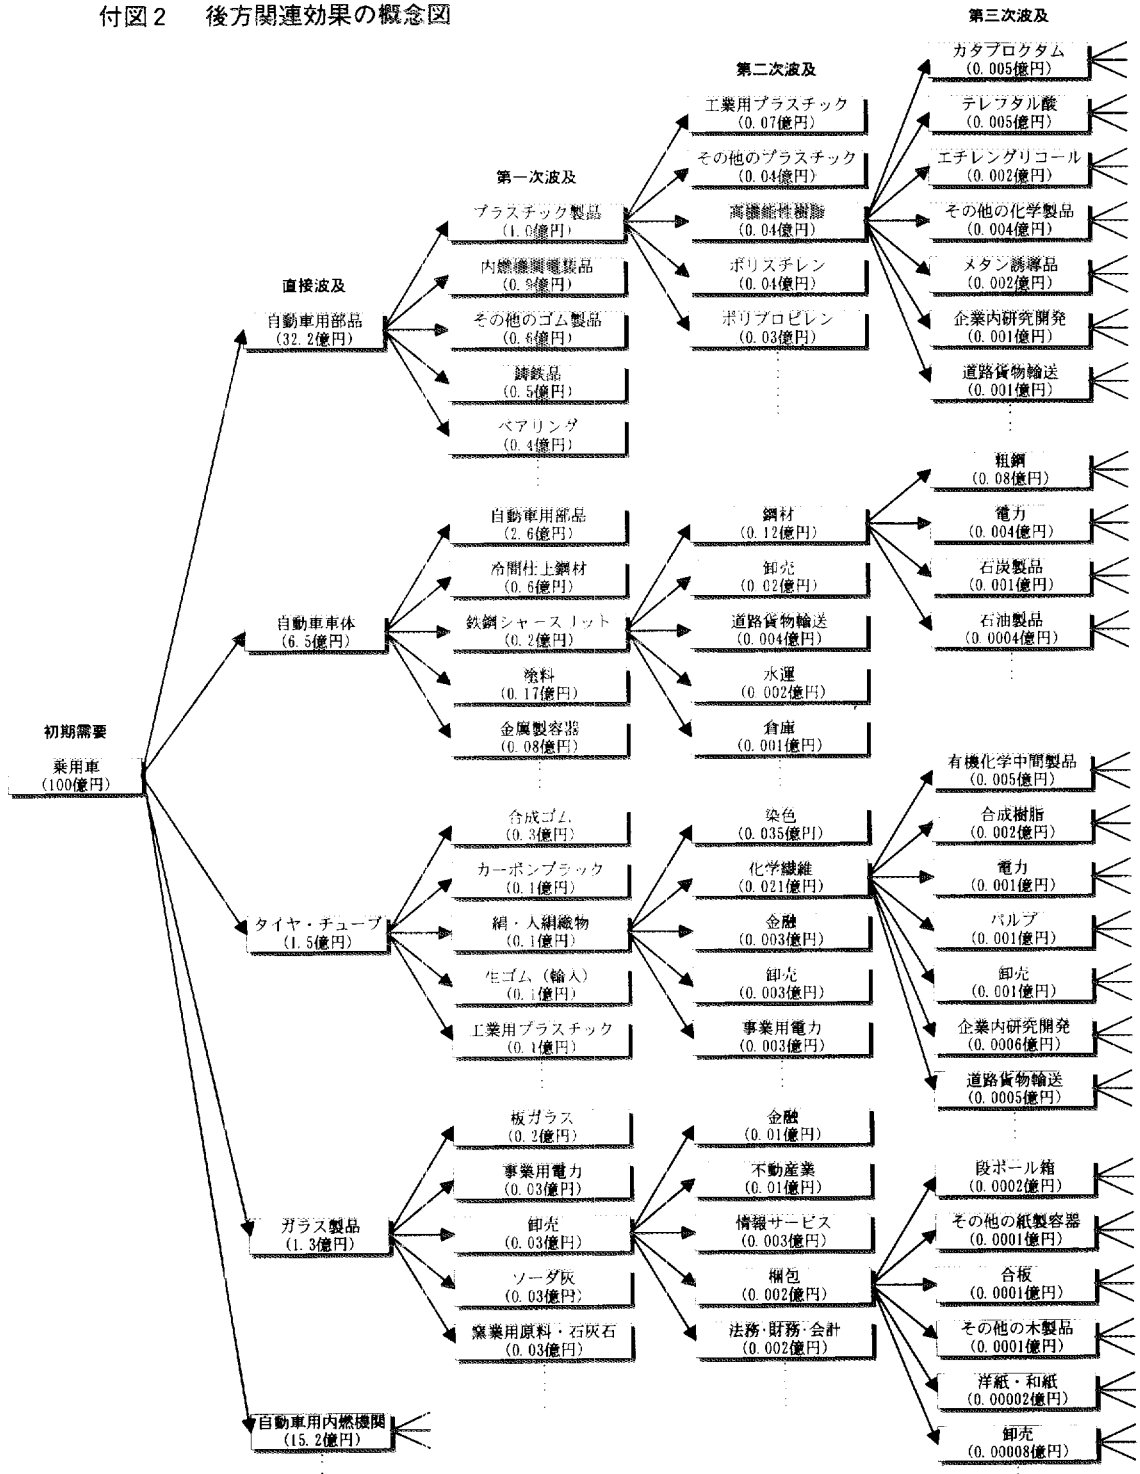 付図2　後方関連効果の概念図
初期需要
乗用車
(100億円)
直接波及
自動車用部品
(32.2億円)
自動車車体
(6.5億円)
タイヤ・チューブ
(1.5億円)
ガラス製品
(1.3億円)
自動車用内燃機関
(15.2億円)
第一次波及
プラスチック製品
(1.0億円)
内燃機関電装品
(0.9億円)
その他のゴム製品
(0.6億円)
鋳鉄品
(0.5億円)
ベアリング
(0.4億円)
自動車用部品
(2.6億円)
冷間仕上鋼材
(0.6億円)
鉄鋼シャースリット
(0.2億円)
塗料
(0.17億円)
金属製容器
(0.08億円)
合成ゴム
(0.3億円)
カーボンブラック
(0.1億円)
絹・人絹織物
(0.1億円)
生ゴム（輸入）
(0.1億円)
工業用プラスチック
(0.1億円)
板ガラス
(0.2億円)
事業用電力
(0.03億円)
卸売
(0.03億円)
ソーダ灰
(0.03億円)
窯業用原料・石灰石
(0.03億円)
第二次波及
工業用プラスチック
(0.07億円)
その他のプラスチック
(0.04億円)
高機能性樹脂
(0.04億円)
ポリスチレン
(0.04億円)
ポリプロピレン
(0.03億円)
鋼材
(0.12億円)
卸売
(0.02億円)
道路貨物輸送
(0.004億円)
水運
(0.002億円)
倉庫
(0.001億円)
染色
(0.035億円)
化学繊維
(0.021億円)
金融
(0.003億円)
卸売
(0.003億円)
事業用電力
(0.003億円)
金融
(0.01億円)
不動産業
(0.01億円)
情報サービス
(0.003億円)
梱包
(0.002億円)
法務・財務・会計
(0.002億円)
第三次波及
カタプロクタム
(0.005億円)
テレフタル酸
(0.005億円)
エチレングリコール
(0.002億円)
その他の化学製品
(0.004億円)
メタン誘導品
(0.002億円)
企業内研究開発
(0.001億円)
道路貨物輸送
(0.001億円)
粗鋼
(0.08億円)
電力
(0.004億円)
石炭製品
(0.001億円)
石油製品
(0.0004億円)
有機化学中間製品
(0.005億円)
合成樹脂
(0.002億円)
電力
(0.001億円)
パルプ
(0.001億円)
卸売
(0.001億円)
企業内研究開発
(0.0006億円)
道路貨物輸送
(0.0005億円)
段ボール箱
(0.0002億円)
その他の紙製容器
(0.0001億円)
合板
(0.0001億円)
その他の木製品
(0.0001億円)
洋紙・和紙
(0.00002億円)
卸売
(0.00008億円)